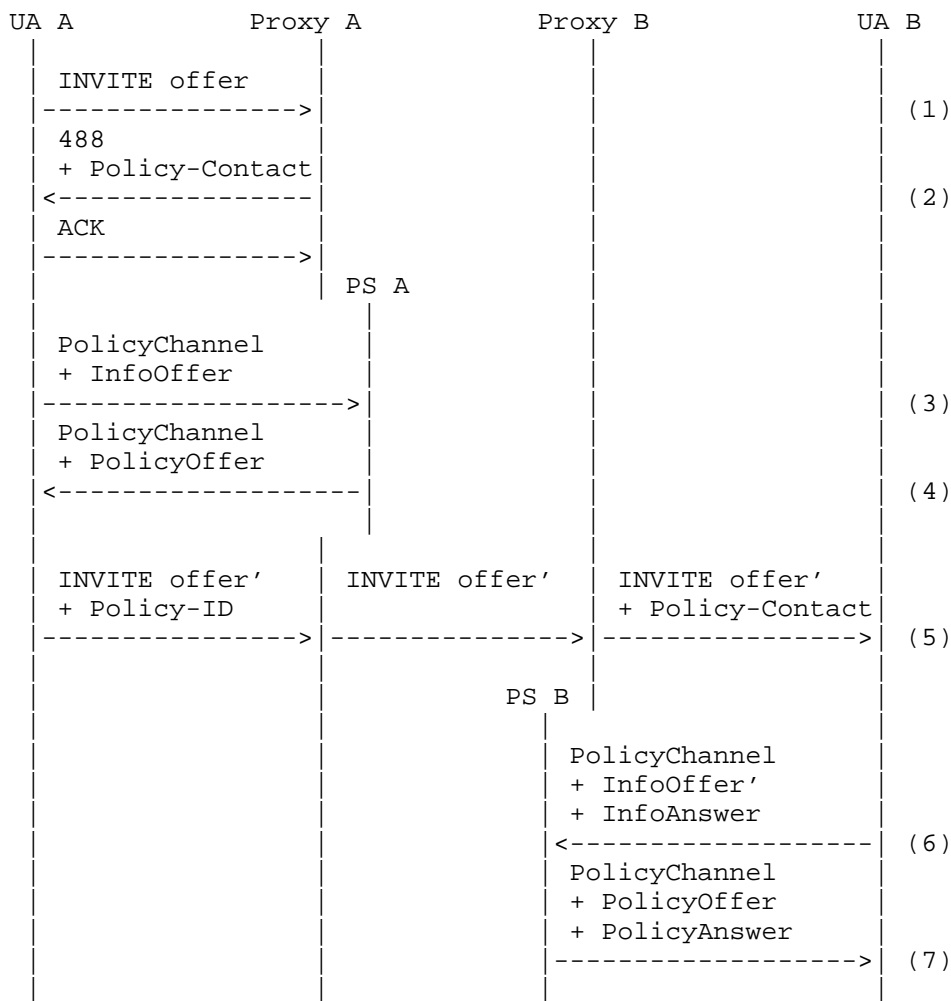 UA A Proxy A Proxy B UA B
INVITE offer
(1)
488
+ Policy-Contact
(2)
ACK
PS A
PolicyChannel
+ InfoOffer
(3)
PolicyChannel
+ PolicyOffer
(4)
INVITE offer’ INVITE offer’ INVITE offer’
+ Policy-ID + Policy-Contact
(5)
PS B
PolicyChannel
+ InfoOffer’
+ InfoAnswer
(6)
PolicyChannel
+ PolicyOffer
+ PolicyAnswer
(7)